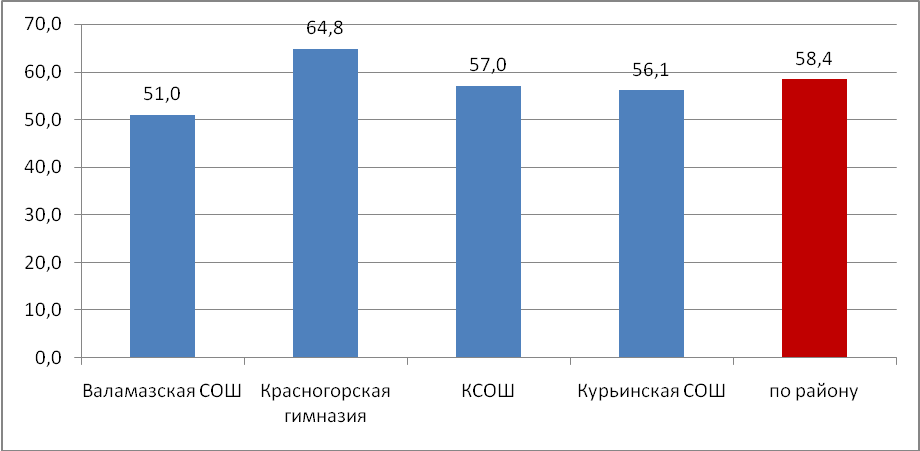 70,0
60,0
50,0
40,0
30,0
20,0
10,0
0,0
51,0
64,8
57,0
56,1
58,4
Валамазская СОШ
Красногорская
гимназия
КСОШ
Курьинская СОШ
по району